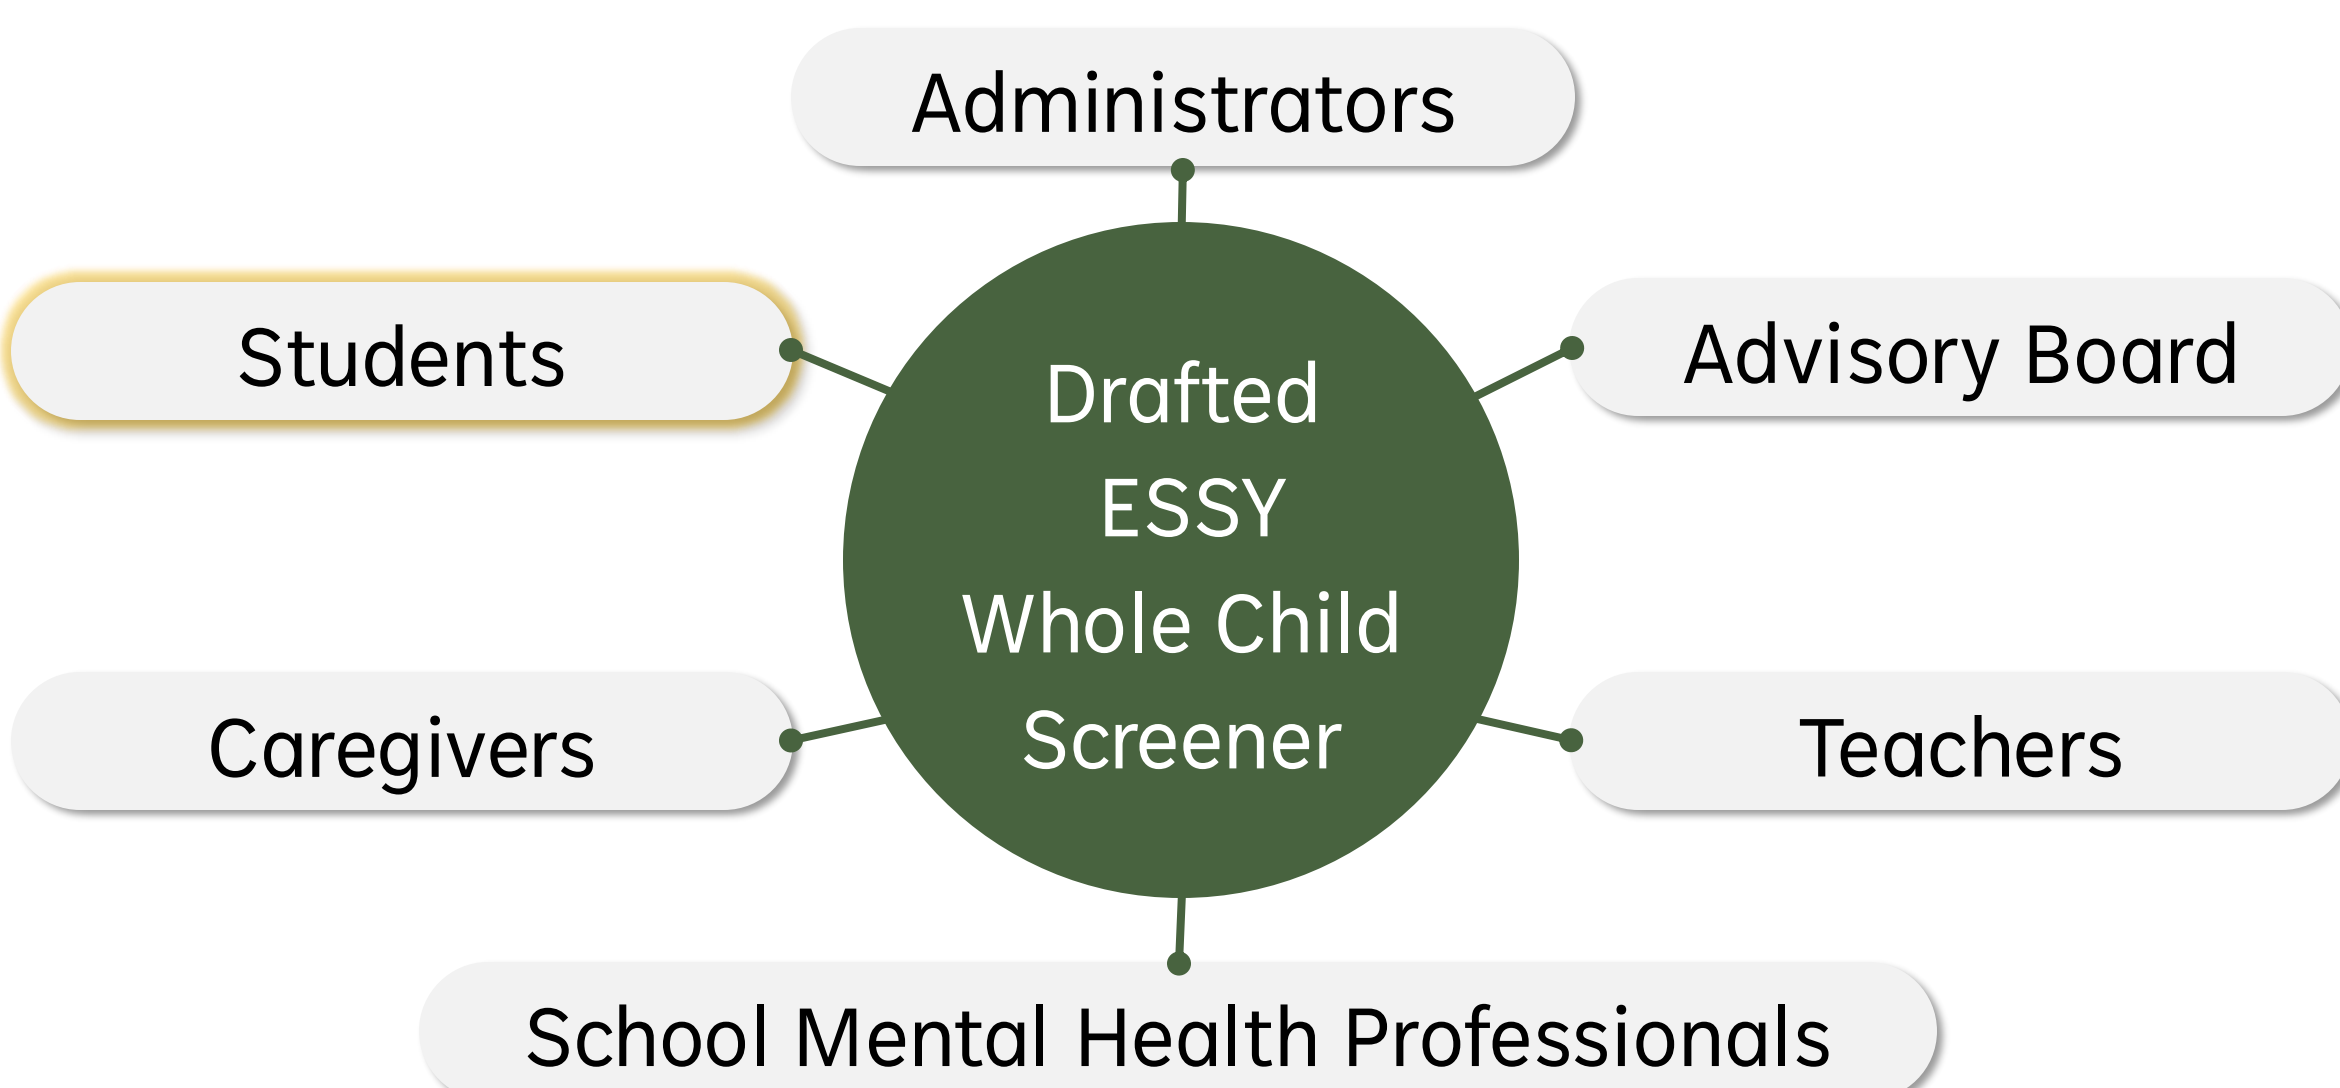 Administrators
Students
Advisory Board
Drafted
ESSY
Whole Child
Screener
Caregivers
Teachers
School Mental Health Professionals